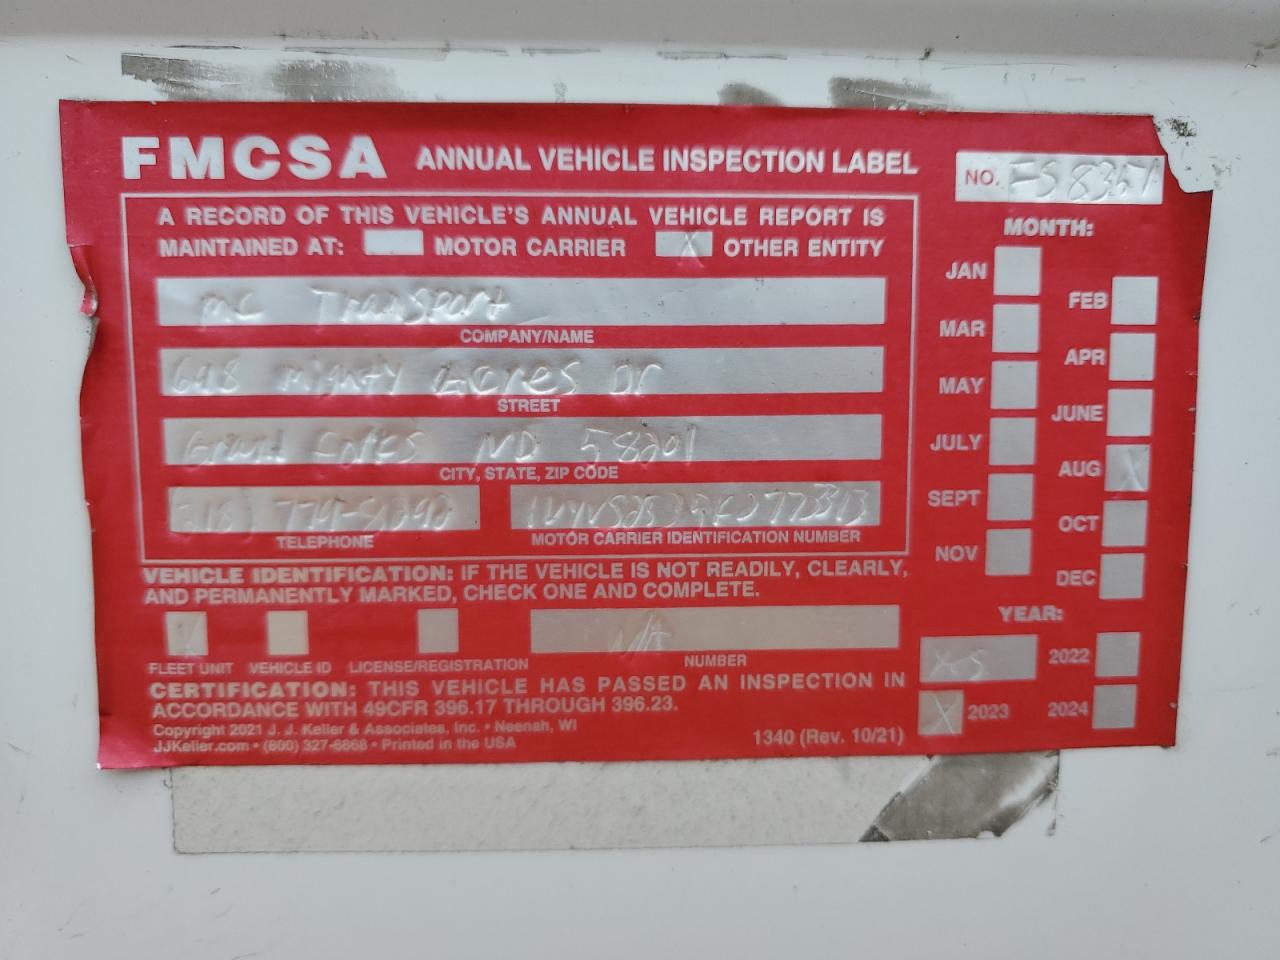 FMCSA ANNUAL VEHICLE INSPECTION LABEL
NO. FS8367
A RECORD OF THIS VEHICLE'S ANNUAL VEHICLE REPORT IS
MAINTAINED AT: MOTOR CARRIER X OTHER ENTITY
MC Transport
COMPANY/NAME
698 Mighty Acres Dr
STREET
Grand Forks ND 58201
CITY, STATE, ZIP CODE
TELEPHONE
MOTOR CARRIER IDENTIFICATION NUMBER
VEHICLE IDENTIFICATION: IF THE VEHICLE IS NOT READILY, CLEARLY,
AND PERMANENTLY MARKED, CHECK ONE AND COMPLETE.
X N/A
FLEET UNIT VEHICLE ID LICENSE/REGISTRATION NUMBER
CERTIFICATION: THIS VEHICLE HAS PASSED AN INSPECTION IN
ACCORDANCE WITH 49CFR 396.17 THROUGH 396.23.
Copyright 2021 J. J. Keller & Associates, Inc. • Neenah, WI
JJKeller.com • (800) 327-6868 • Printed in the USA
1340 (Rev. 10/21)
MONTH:
JAN
FEB
MAR
APR
MAY
JUNE
JULY
AUG X
SEPT
OCT
NOV
DEC
YEAR:
2022
X 2023
2024